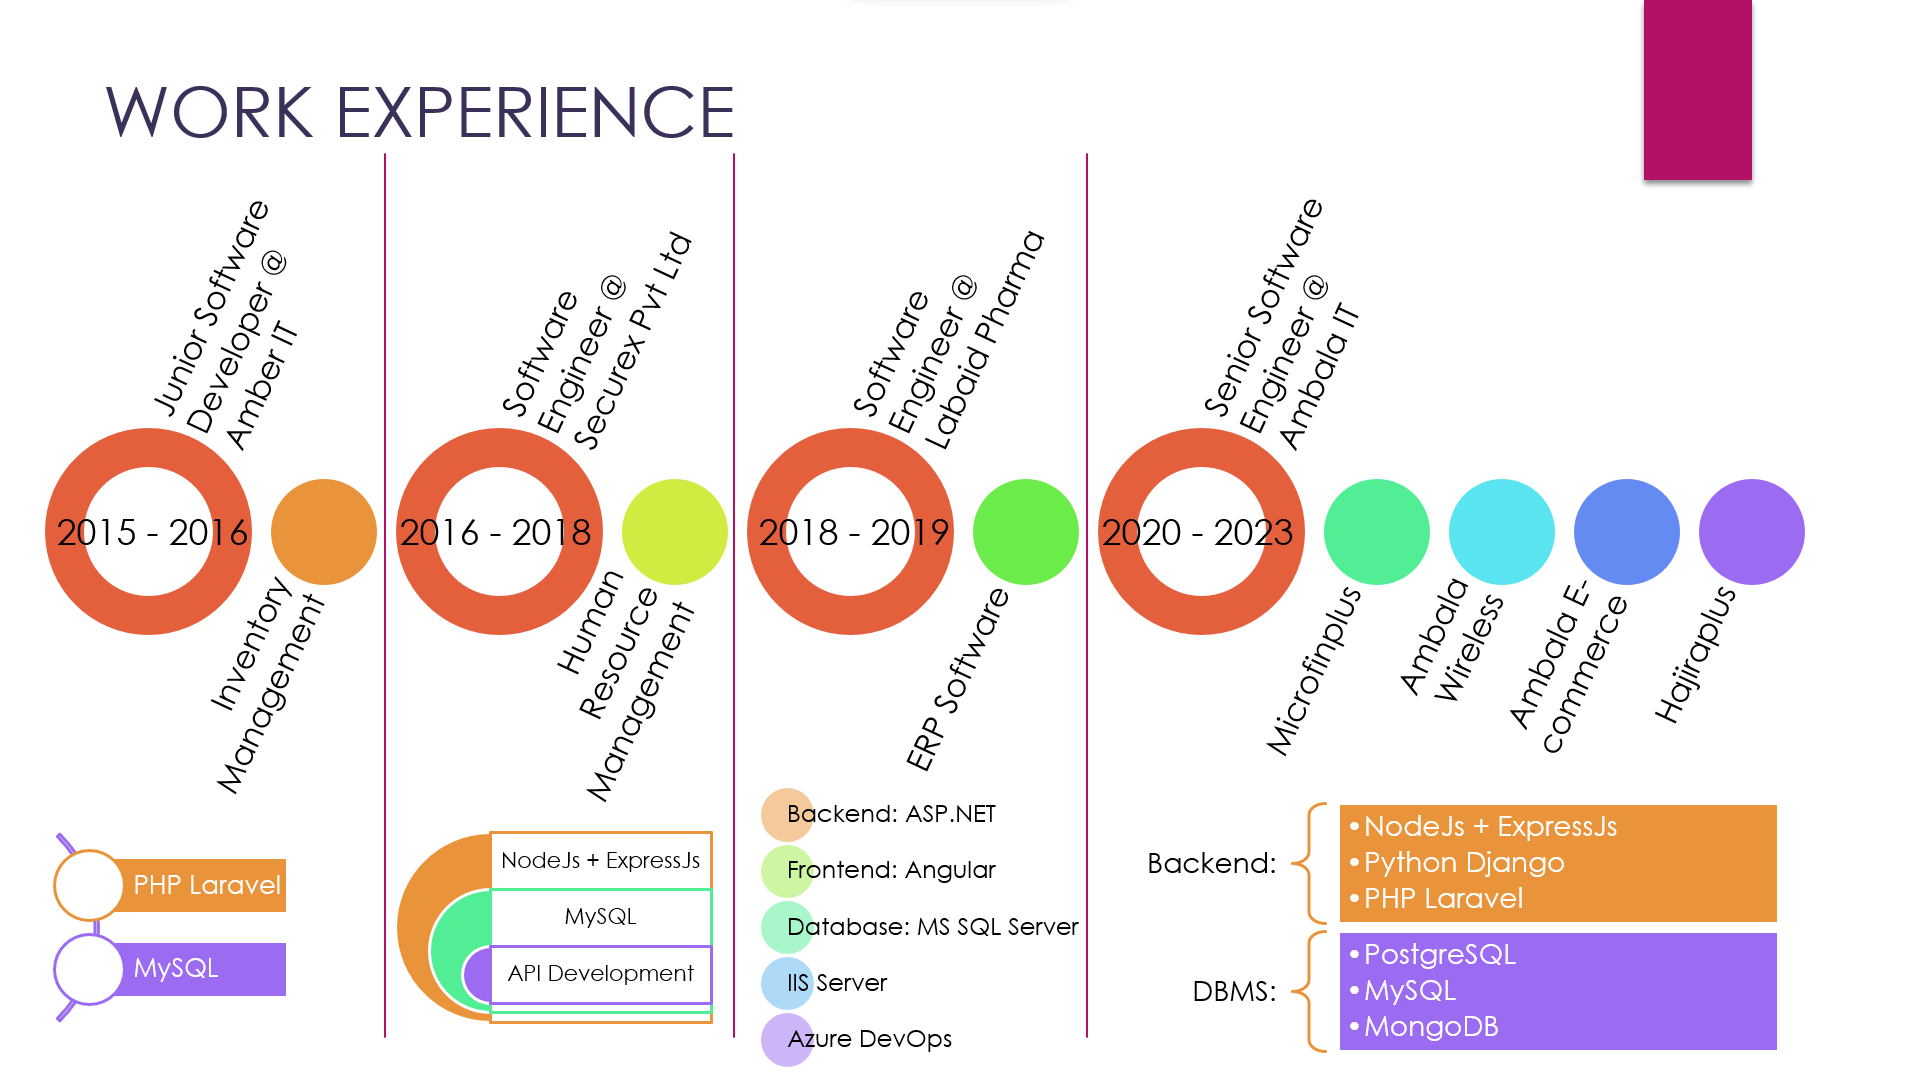 WORK EXPERIENCE
Junior Software
Developer @
Amber IT
2015 - 2016
Inventory
Management
PHP Laravel
MySQL
Software
Engineer @
Securex Pvt Ltd
2016 - 2018
Human
Resource
Management
NodeJs + ExpressJs
MySQL
API Development
Software
Engineer @
Labaid Pharma
2018 - 2019
ERP Software
Backend: ASP.NET
Frontend: Angular
Database: MS SQL Server
IIS Server
Azure DevOps
Senior Software
Engineer @
Ambala IT
2020 - 2023
Microfinplus
Ambala
Wireless
Ambala E-
commerce
Hajiraplus
Backend:
•NodeJs + ExpressJs
•Python Django
•PHP Laravel
DBMS:
•PostgreSQL
•MySQL
•MongoDB